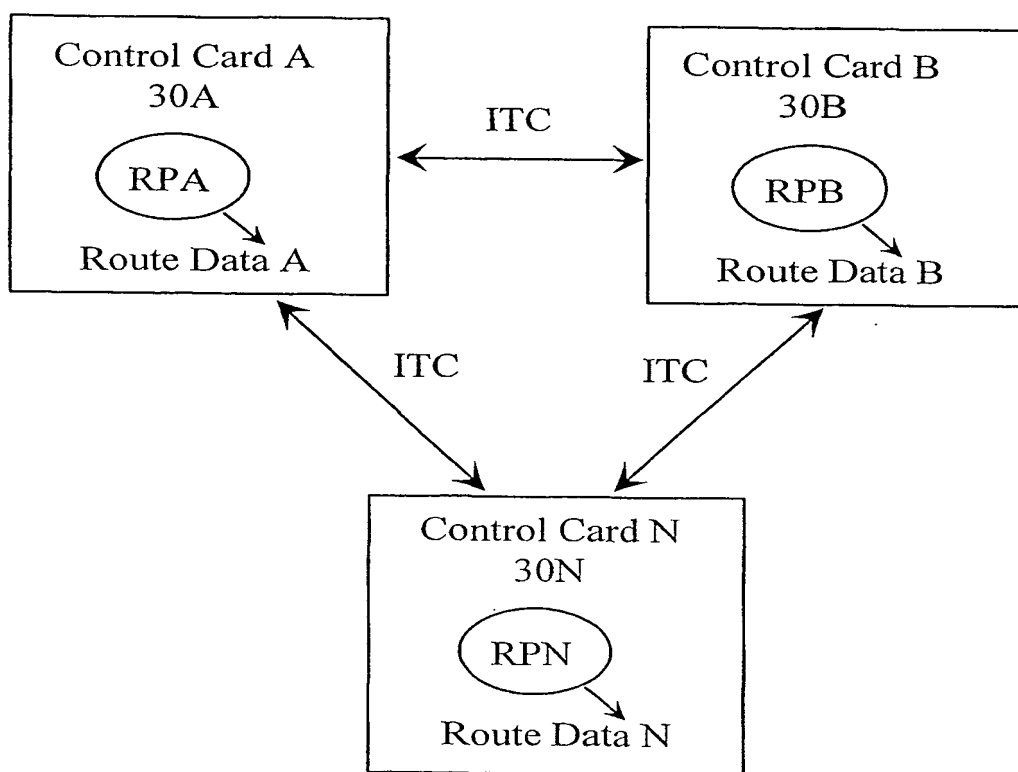 Control Card A
30A
RPA
Route Data A
ITC
Control Card B
30B
RPB
Route Data B
ITC
ITC
Control Card N
30N
RPN
Route Data N